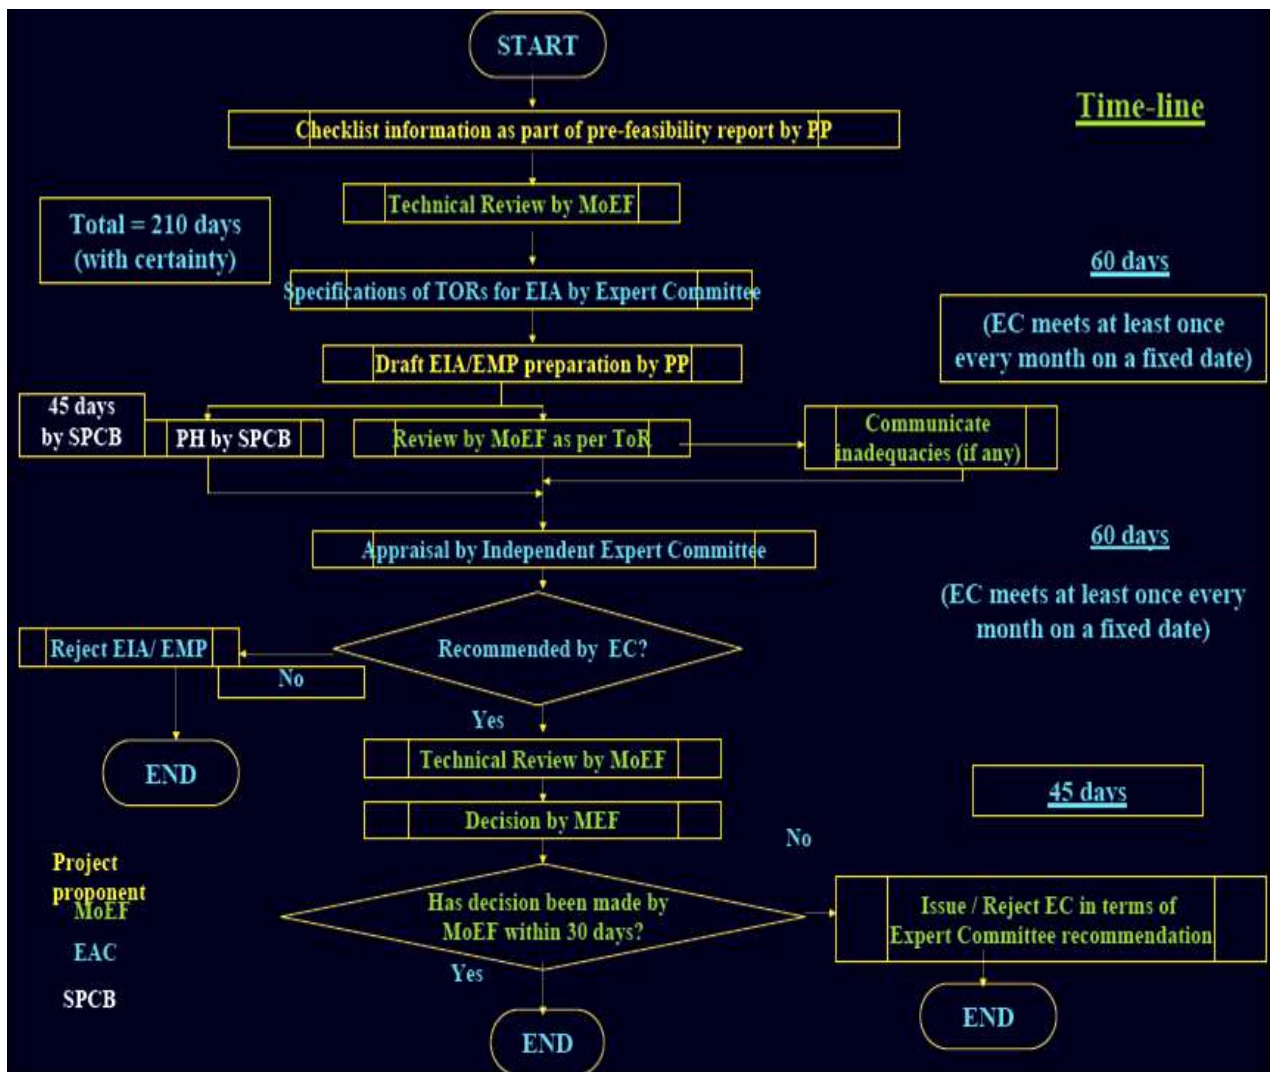 START
Time-line
Checklist information as part of pre-feasibility report by PP
Technical Review by MoEF
Total = 210 days
(with certainty)
60 days
Specifications of TORs for EIA by Expert Committee
(EC meets at least once
every month on a fixed date)
Draft EIA/EMP preparation by PP
45 days
by SPCB
PH by SPCB
Review by MoEF as per ToR
Communicate
inadequacies (if any)
Appraisal by Independent Expert Committee
60 days
(EC meets at least once every
month on a fixed date)
Reject EIA/ EMP
Recommended by EC?
No
Yes
Technical Review by MoEF
END
45 days
Decision by MEF
No
Project
proponent
MoEF
EAC
SPCB
Has decision been made by
MoEF within 30 days?
Issue / Reject EC in terms of
Expert Committee recommendation
Yes
END
END